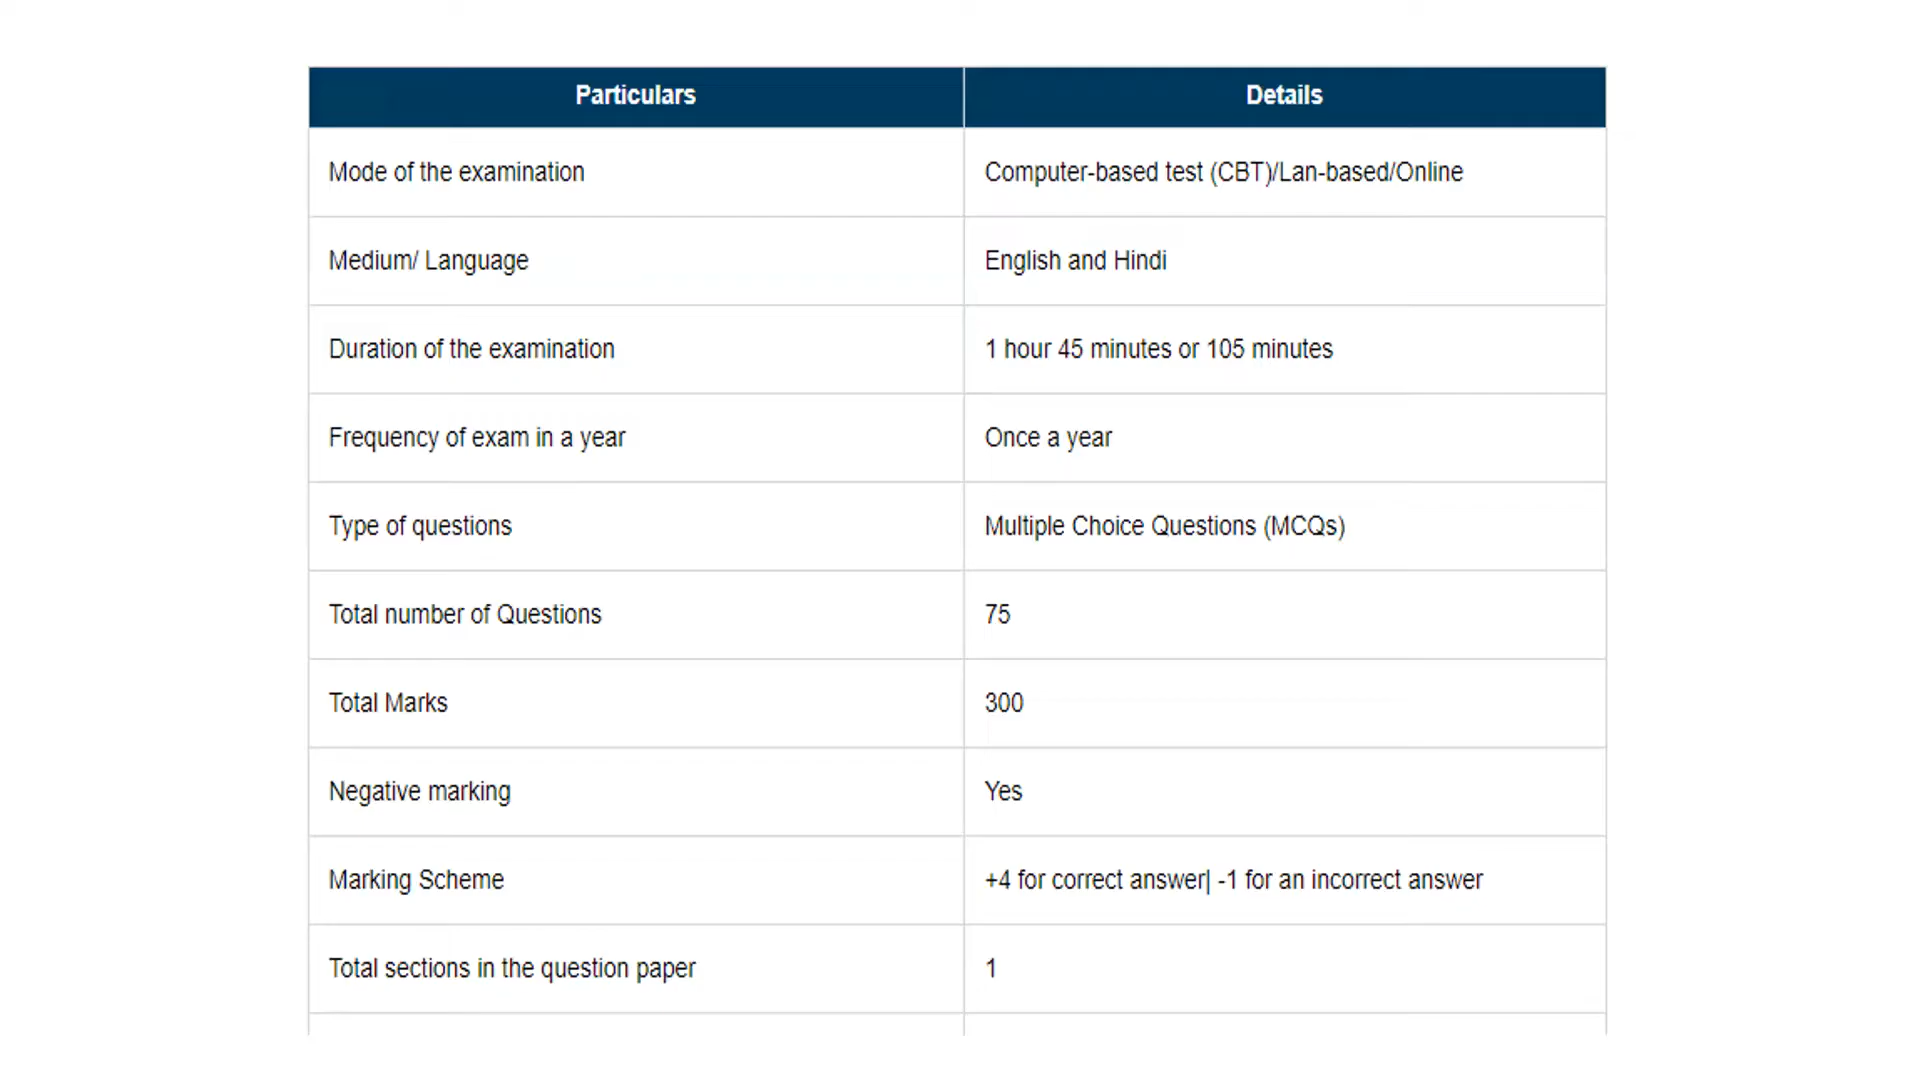 Particulars Details
Mode of the examination Computer-based test (CBT)/Lan-based/Online
Medium/ Language English and Hindi
Duration of the examination 1 hour 45 minutes or 105 minutes
Frequency of exam in a year Once a year
Type of questions Multiple Choice Questions (MCQs)
Total number of Questions 75
Total Marks 300
Negative marking Yes
Marking Scheme +4 for correct answer| -1 for an incorrect answer
Total sections in the question paper 1